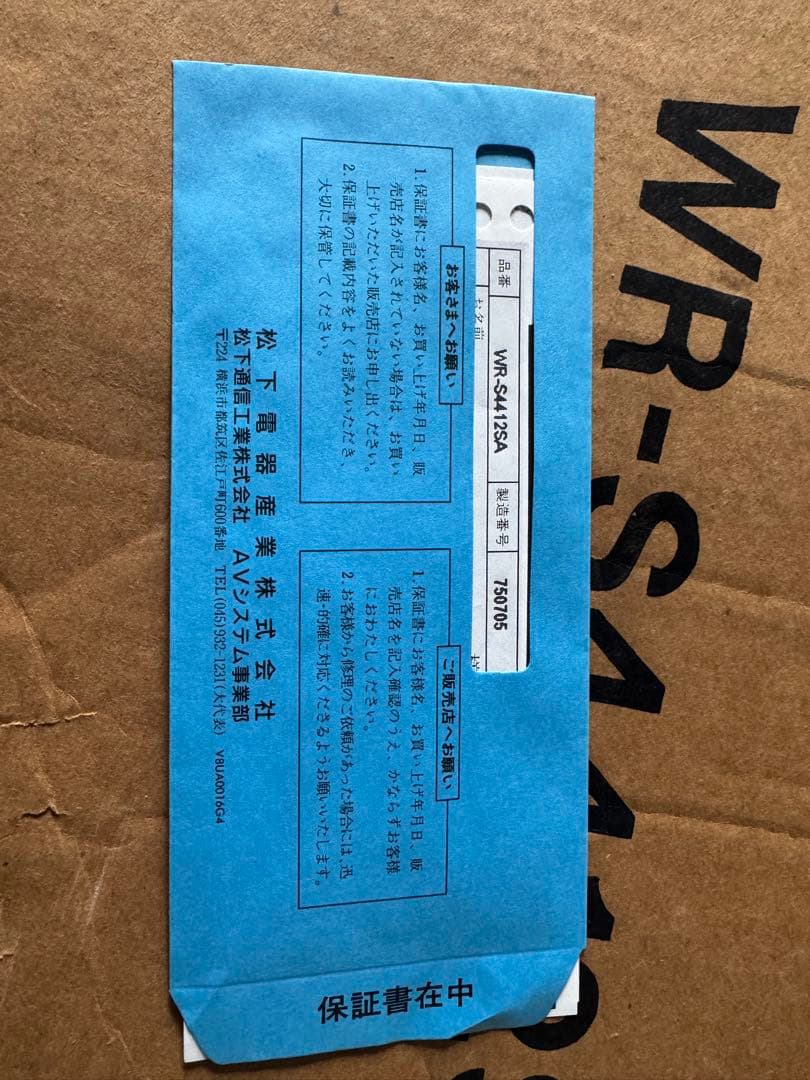 WR-S4412S
品番 WR-S4412SA 製造番号 750705
お名前 様
お客さまへお願い
1.保証書にお客様名、お買い上げ年月日、販
売店名が記入されていない場合は、お買い
上げいただいた販売店にお申し出ください。
2.保証書の記載内容をよくお読みいただき、
大切に保管してください。
ご販売店へお願い
1.保証書にお客様名、お買い上げ年月日、販
売店名を記入確認のうえ、かならずお客様
におわたしください。
2.お客様から修理のご依頼があった場合には、迅
速・的確に対応くださるようお願いいたします。
松下電器産業株式会社
松下通信工業株式会社 AVシステム事業部
〒224 横浜市都筑区佐江戸町600番地 TEL(045)932-1231(大代表) V8UA0016G4
保証書在中